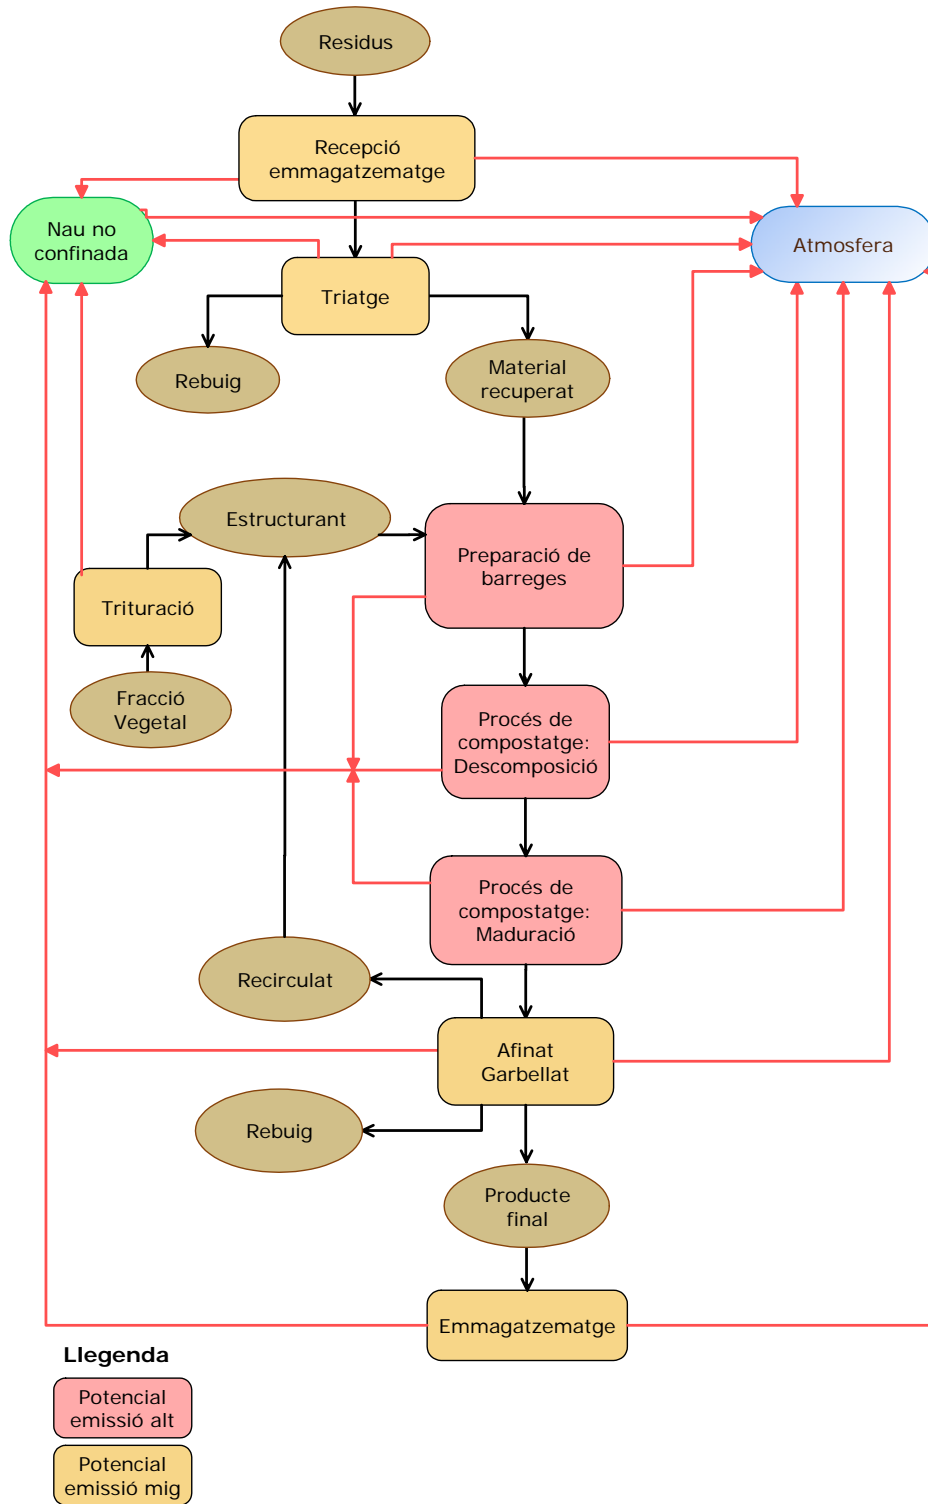 Residus
Recepció
emmagatzematge
Nau no
confinada
Atmosfera
Triatge
Rebuig
Material
recuperat
Estructurant
Preparació de
barreges
Trituració
Fracció
Vegetal
Procés de
compostatge:
Descomposició
Procés de
compostatge:
Maduració
Recirculat
Afinat
Garbellat
Rebuig
Producte
final
Emmagatzematge
Llegenda
Potencial
emissió alt
Potencial
emissió mig